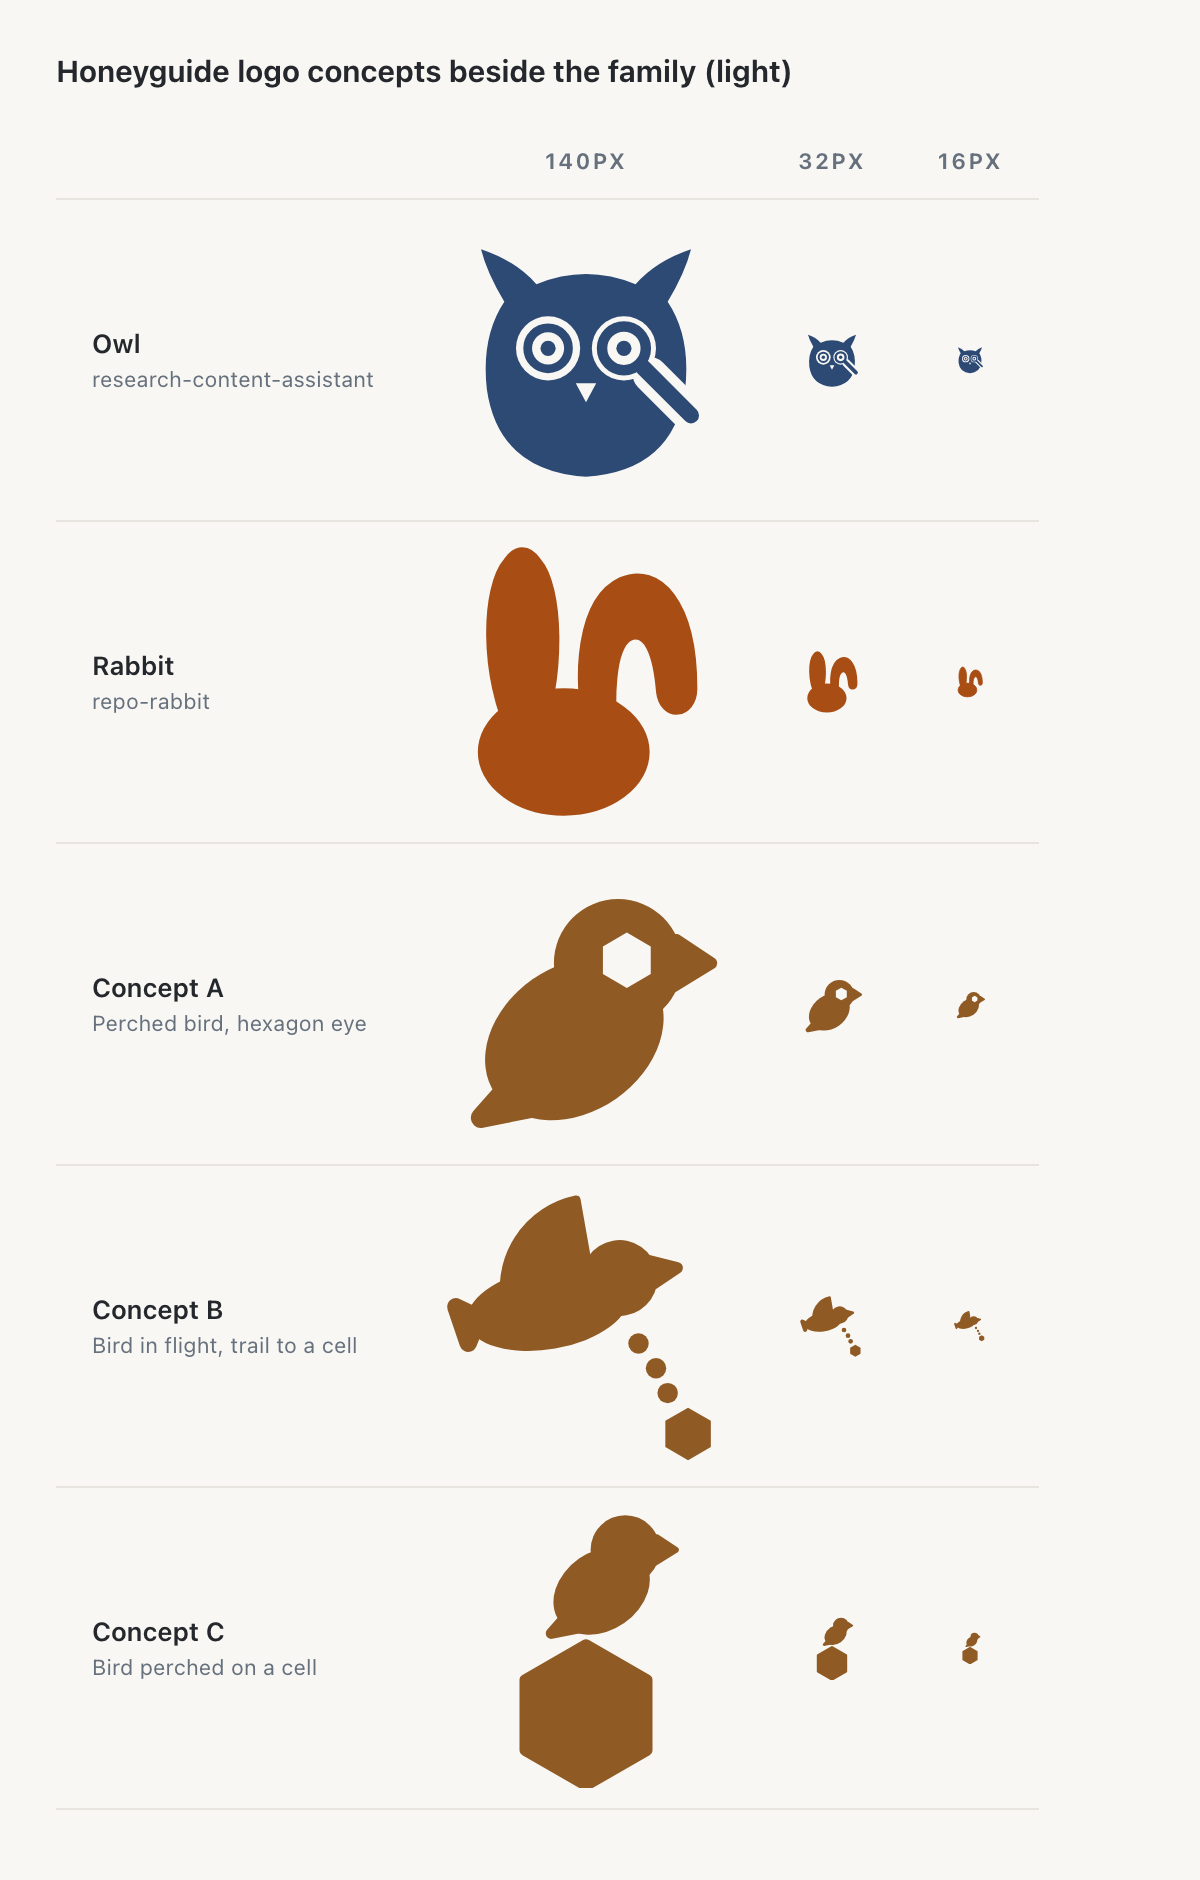 Honeyguide logo concepts beside the family (light)
140PX 32PX 16PX
Owl
research-content-assistant
Rabbit
repo-rabbit
Concept A
Perched bird, hexagon eye
Concept B
Bird in flight, trail to a cell
Concept C
Bird perched on a cell